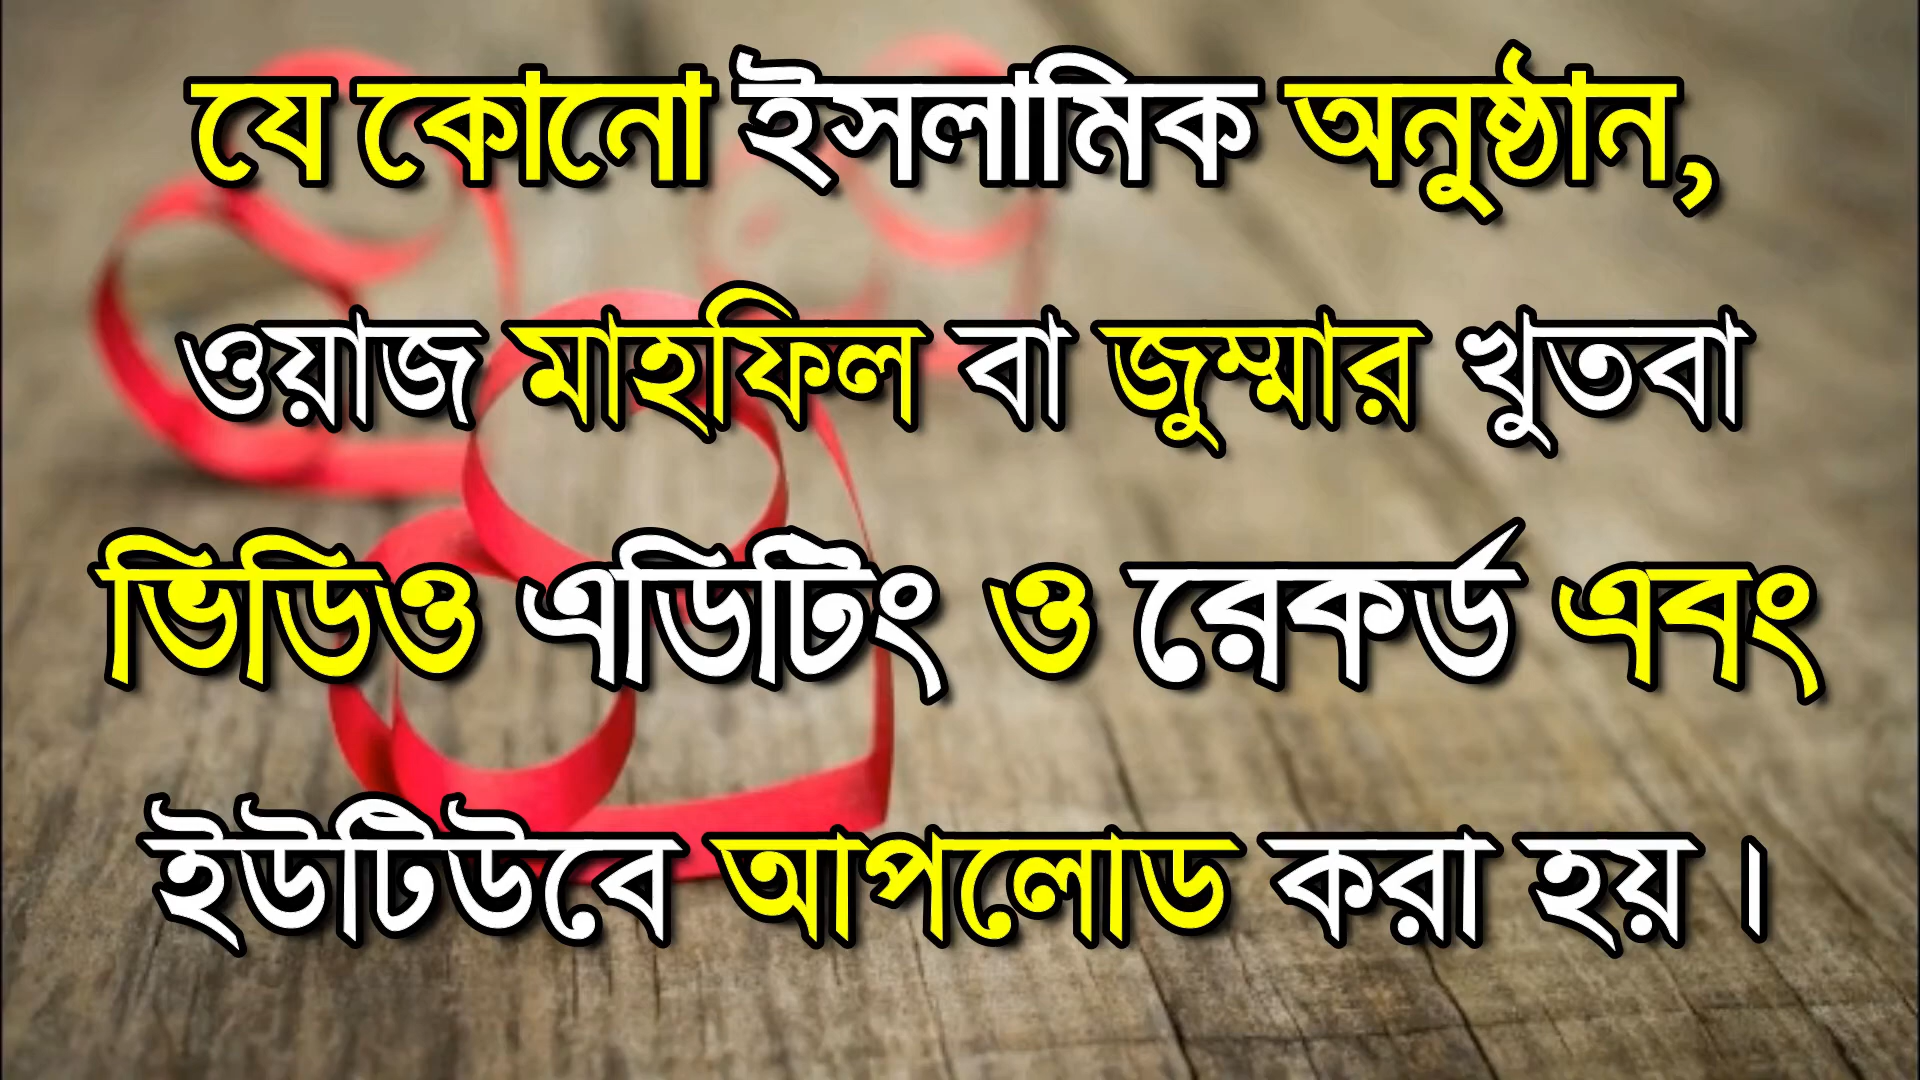 যে কোনো ইসলামিক অনুষ্ঠান,
ওয়াজ মাহফিল বা জুম্মার খুতবা
ভিডিও এডিটিং ও রেকর্ড এবং
ইউটিউবে আপলোড করা হয় ।